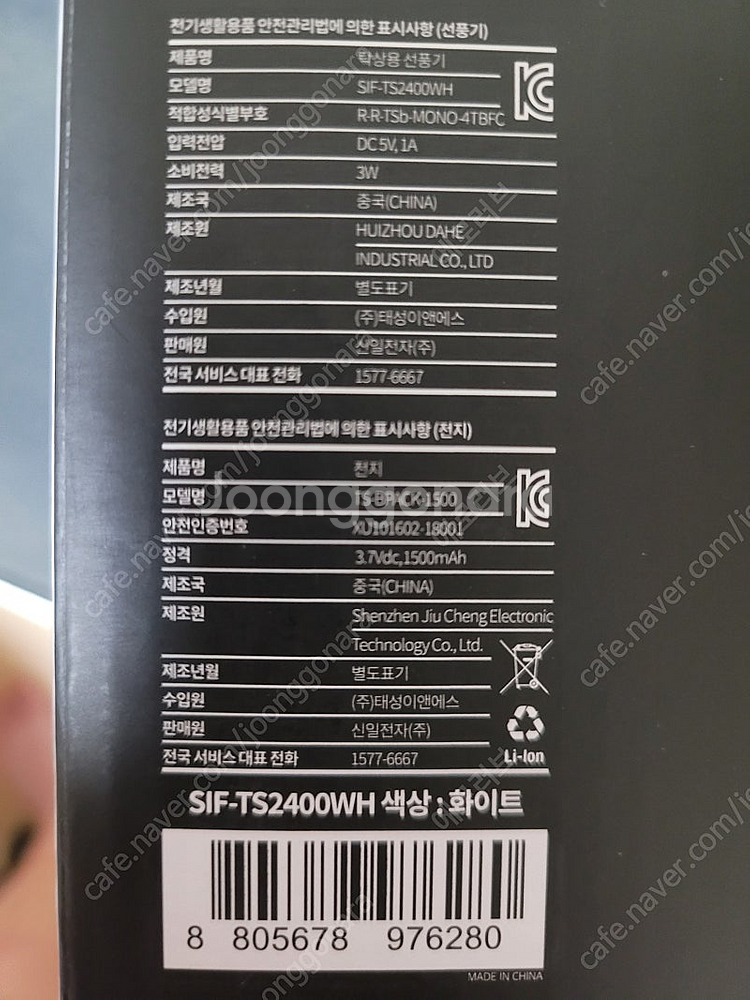 전기생활용품 안전관리법에 의한 표시사항 (선풍기)
제품명 탁상용 선풍기
모델명 SIF-TS2400WH
적합성식별부호 R-R-TSb-MONO-4TBFC
입력전압 DC 5V, 1A
소비전력 3W
제조국 중국(CHINA)
제조원 HUIZHOU DAHE
INDUSTRIAL CO., LTD
제조년월 별도표기
수입원 (주)태성이앤에스
판매원 신일전자(주)
전국 서비스 대표 전화 1577-6667
전기생활용품 안전관리법에 의한 표시사항 (전지)
제품명 전지
모델명 TS-BPACK-1500
안전인증번호 XU101602-18001
정격 3.7Vdc,1500mAh
제조국 중국(CHINA)
제조원 Shenzhen Jiu Cheng Electronic
Technology Co., Ltd.
제조년월 별도표기
수입원 (주)태성이앤에스
판매원 신일전자(주)
전국 서비스 대표 전화 1577-6667
Li-Ion
SIF-TS2400WH 색상 : 화이트
8 805678 976280
MADE IN CHINA